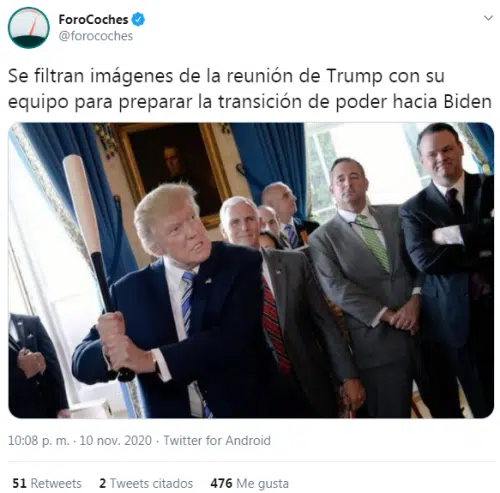 ForoCoches
@forocoches
Se filtran imágenes de la reunión de Trump con su
equipo para preparar la transición de poder hacia Biden
10:08 p. m. · 10 nov. 2020 · Twitter for Android
51 Retweets 2 Tweets citados 476 Me gusta